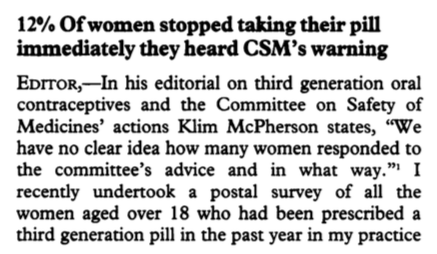 12% Of women stopped taking their pill
immediately they heard CSM's warning
EDITOR,—In his editorial on third generation oral
contraceptives and the Committee on Safety of
Medicines' actions Klim McPherson states, "We
have no clear idea how many women responded to
the committee's advice and in what way."¹ I
recently undertook a postal survey of all the
women aged over 18 who had been prescribed a
third generation pill in the past year in my practice